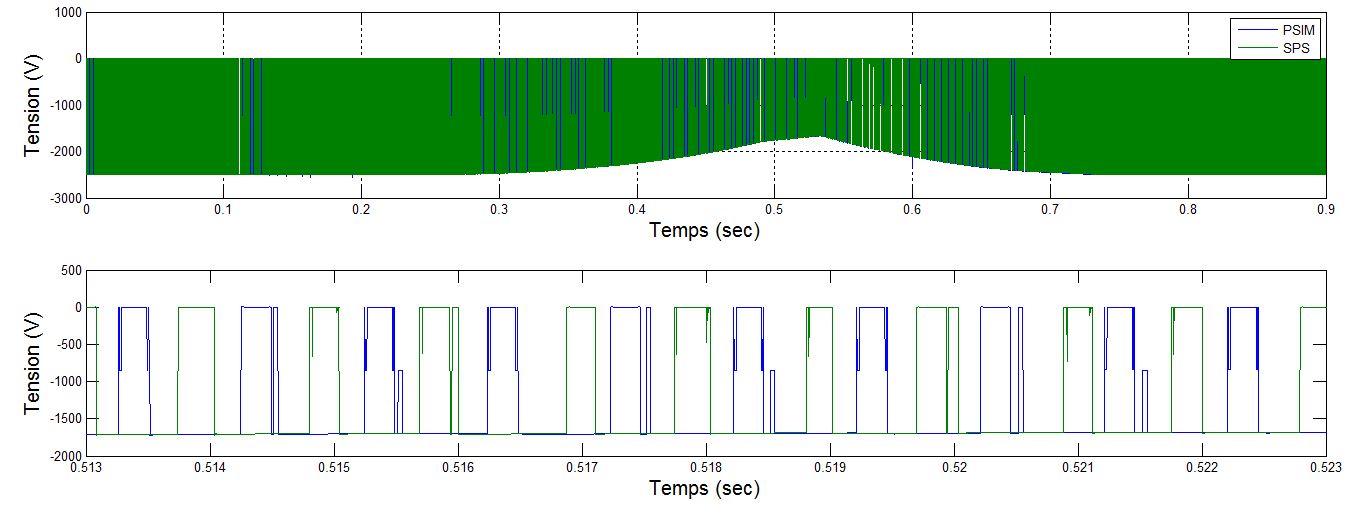 1000
0
-1000
-2000
-3000
Tension (V)
PSIM
SPS
0 0.1 0.2 0.3 0.4 0.5 0.6 0.7 0.8 0.9
Temps (sec)
500
0
-500
-1000
-1500
-2000
Tension (V)
0.513 0.514 0.515 0.516 0.517 0.518 0.519 0.52 0.521 0.522 0.523
Temps (sec)